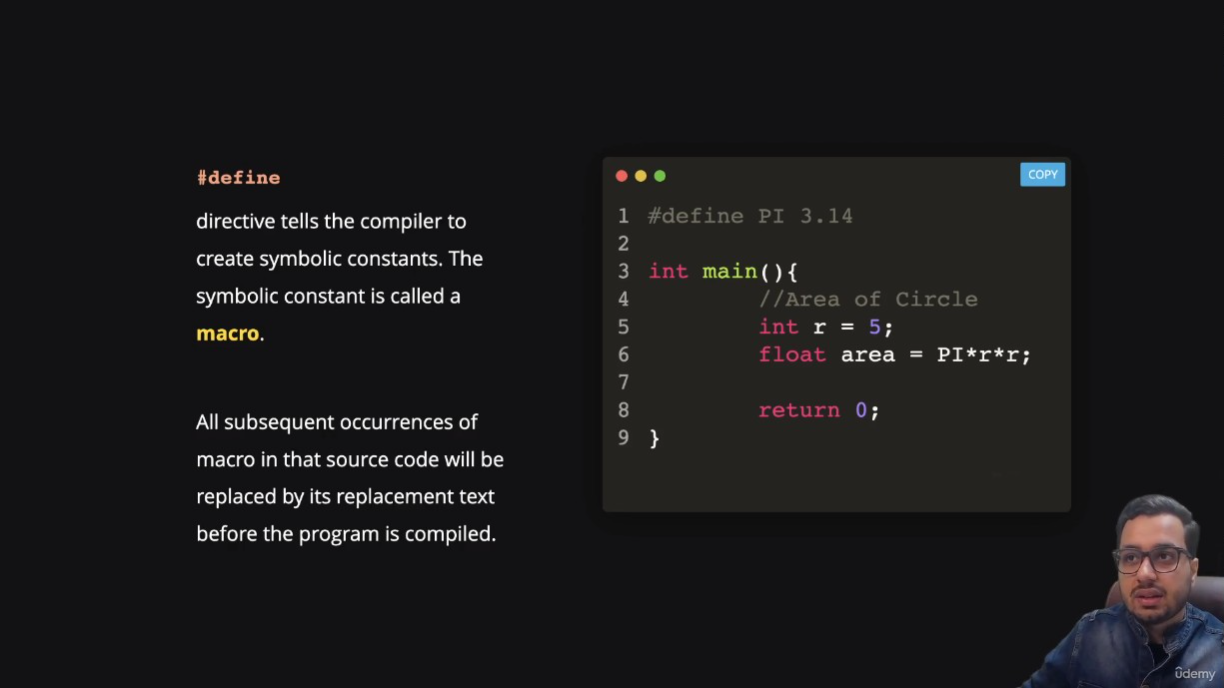 #define
directive tells the compiler to
create symbolic constants. The
symbolic constant is called a
macro.
All subsequent occurrences of
macro in that source code will be
replaced by its replacement text
before the program is compiled.
COPY
1 #define PI 3.14
2
3 int main(){
4 //Area of Circle
5 int r = 5;
6 float area = PI*r*r;
7
8 return 0;
9 }
ûdemy